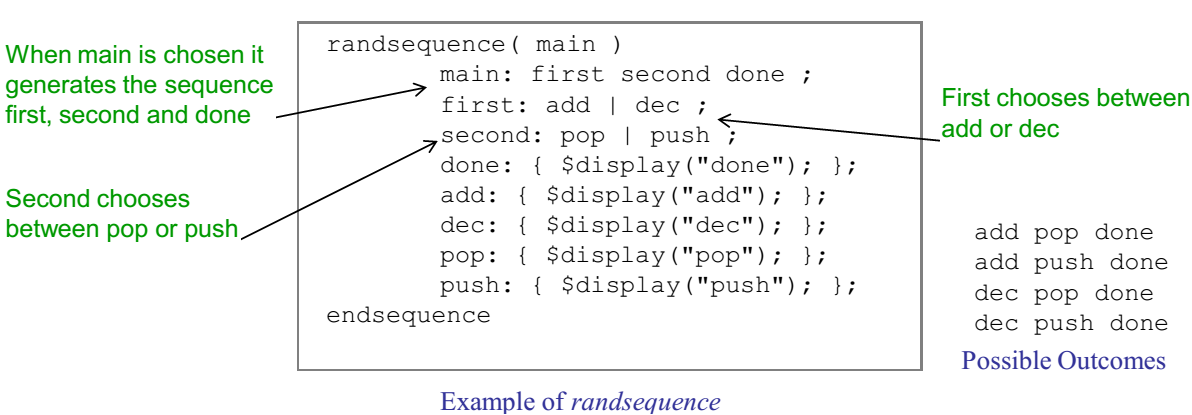 When main is chosen it
generates the sequence
first, second and done
Second chooses
between pop or push
randsequence( main )
main: first second done ;
first: add | dec ;
second: pop | push ;
done: { $display("done"); };
add: { $display("add"); };
dec: { $display("dec"); };
pop: { $display("pop"); };
push: { $display("push"); };
endsequence
First chooses between
add or dec
add pop done
add push done
dec pop done
dec push done
Possible Outcomes
Example of randsequence